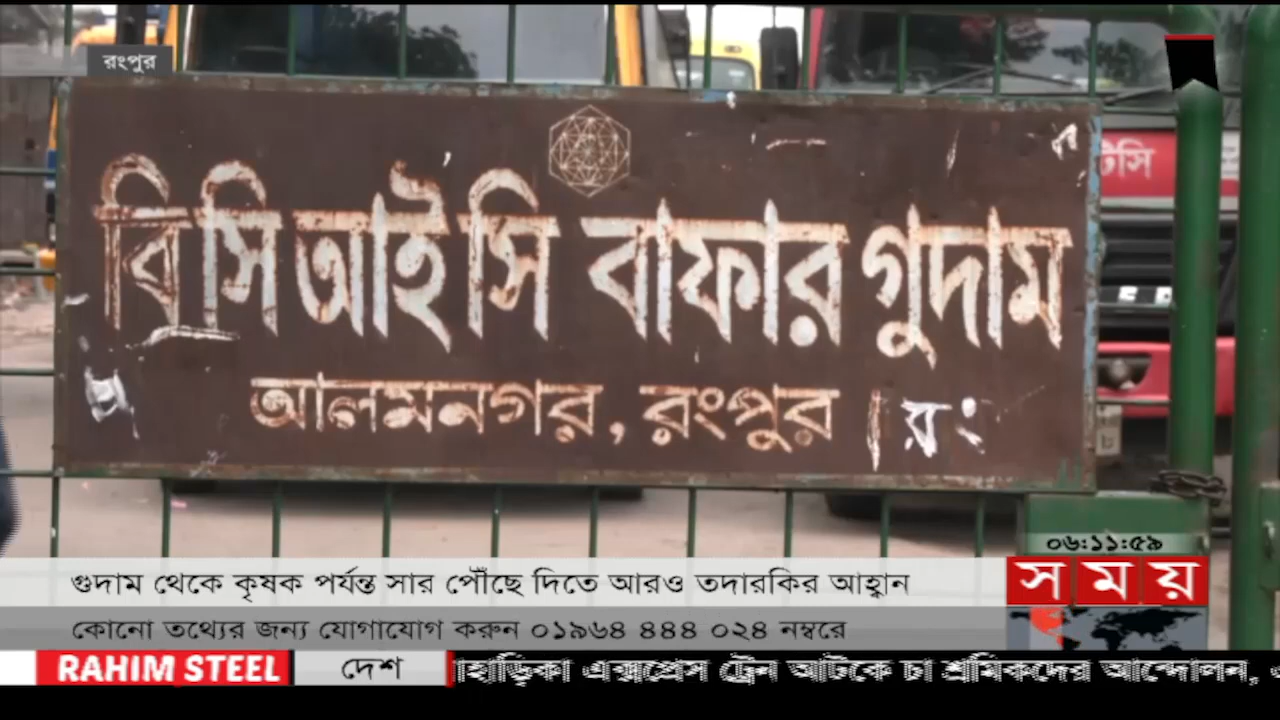 রংপুর
টিসি
বিসিআইসি বাফার গুদাম
আলমনগর, রংপুর
রং
০৬:১১:৫৯
সময়
গুদাম থেকে কৃষক পর্যন্ত সার পৌঁছে দিতে আরও তদারকির আহ্বান
কোনো তথ্যের জন্য যোগাযোগ করুন ০১৯৬৪ ৪৪৪ ০২৪ নম্বরে
RAHIM STEEL দেশ াহাড়িকা এক্সপ্রেস ট্রেন আটকে চা শ্রমিকদের আন্দোলন,